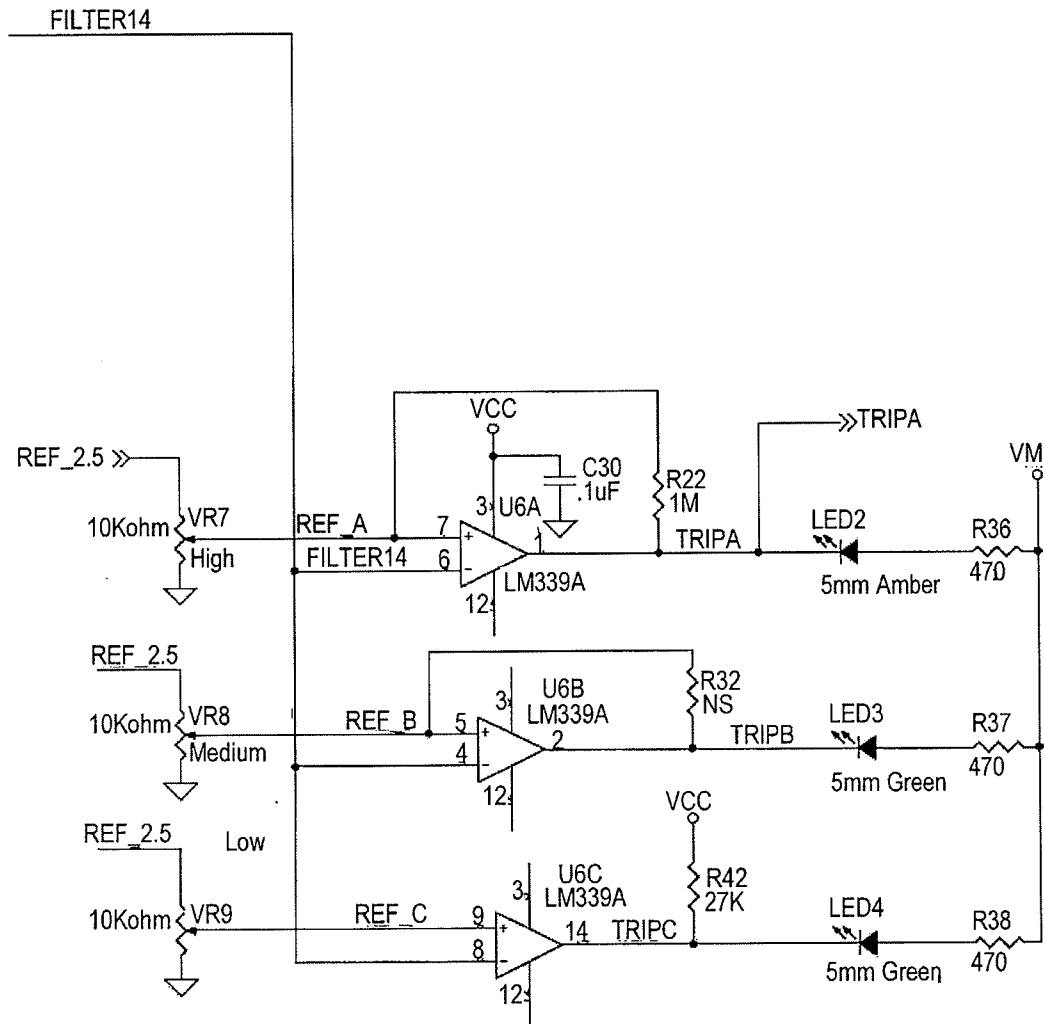 FILTER14
REF_2.5
10Kohm
VR7
High
REF_A
FILTER14
7
6
+
-
VCC
3
U6A
C30
.1uF
1
LM339A
12
R22
1M
TRIPA
TRIPA
LED2
5mm Amber
VM
R36
470
REF_2.5
10Kohm
VR8
Medium
REF_B
5
4
+
-
3
U6B
LM339A
2
12
R32
NS
TRIPB
LED3
5mm Green
R37
470
REF_2.5
Low
10Kohm
VR9
REF_C
9
8
+
-
3
U6C
LM339A
14
12
TRIPC
VCC
R42
27K
LED4
5mm Green
R38
470